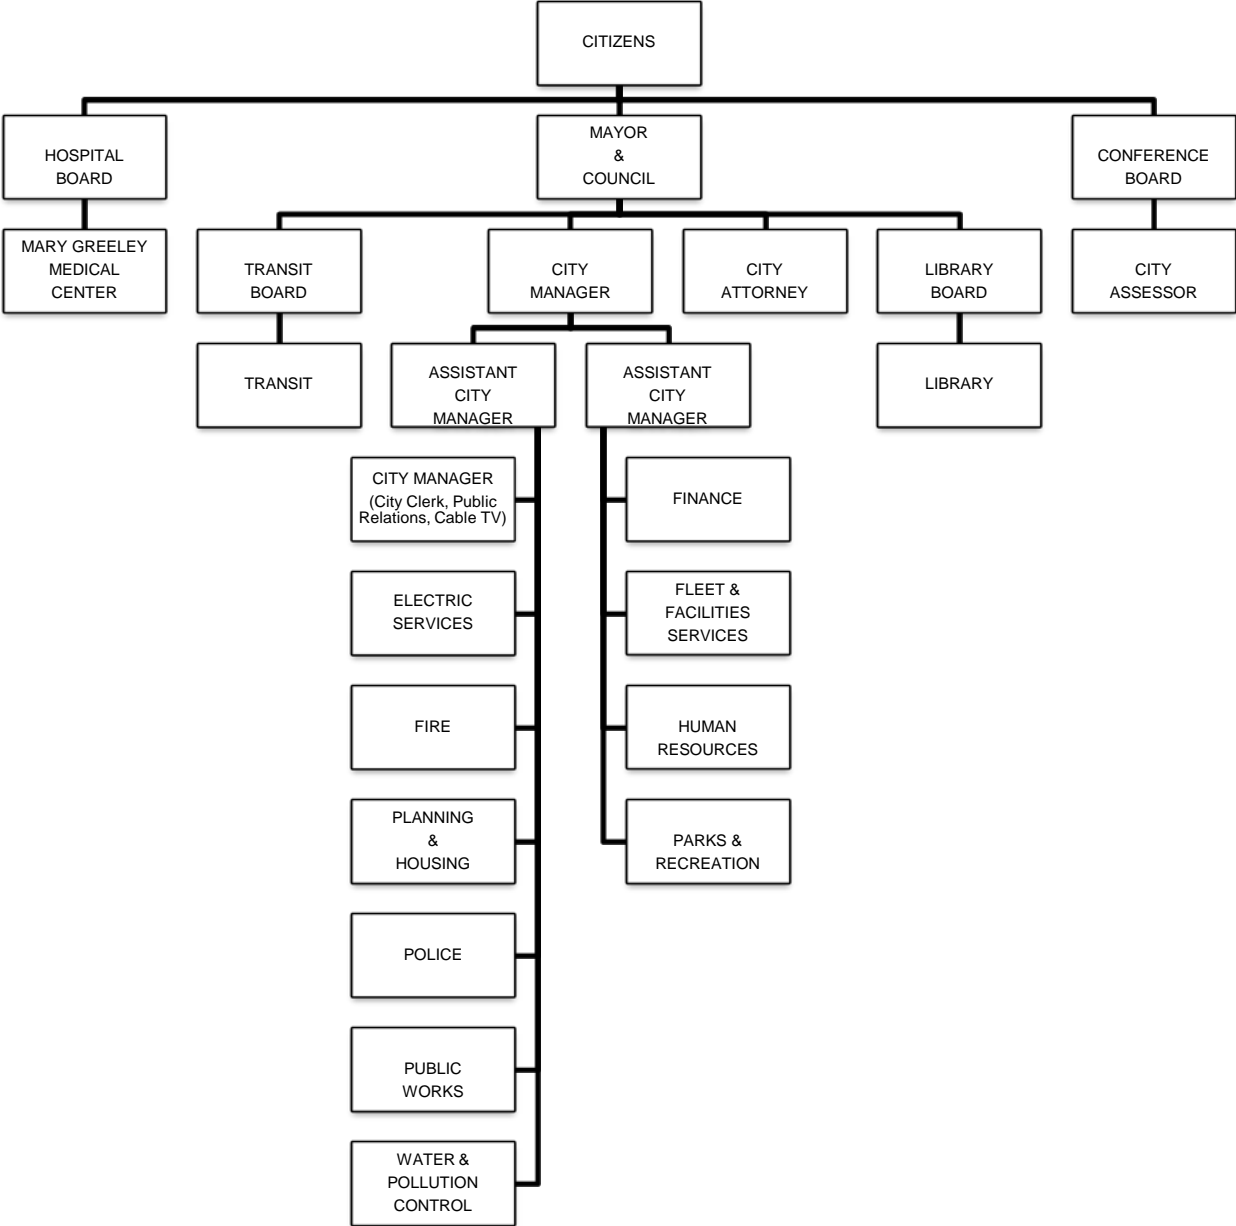 CITIZENS
HOSPITAL
BOARD
MAYOR
&
COUNCIL
CONFERENCE
BOARD
MARY GREELEY
MEDICAL
CENTER
TRANSIT
BOARD
CITY
MANAGER
CITY
ATTORNEY
LIBRARY
BOARD
CITY
ASSESSOR
TRANSIT
ASSISTANT
CITY
MANAGER
ASSISTANT
CITY
MANAGER
LIBRARY
CITY MANAGER
(City Clerk, Public
Relations, Cable TV)
FINANCE
ELECTRIC
SERVICES
FLEET &
FACILITIES
SERVICES
FIRE
HUMAN
RESOURCES
PLANNING
&
HOUSING
PARKS &
RECREATION
POLICE
PUBLIC
WORKS
WATER &
POLLUTION
CONTROL